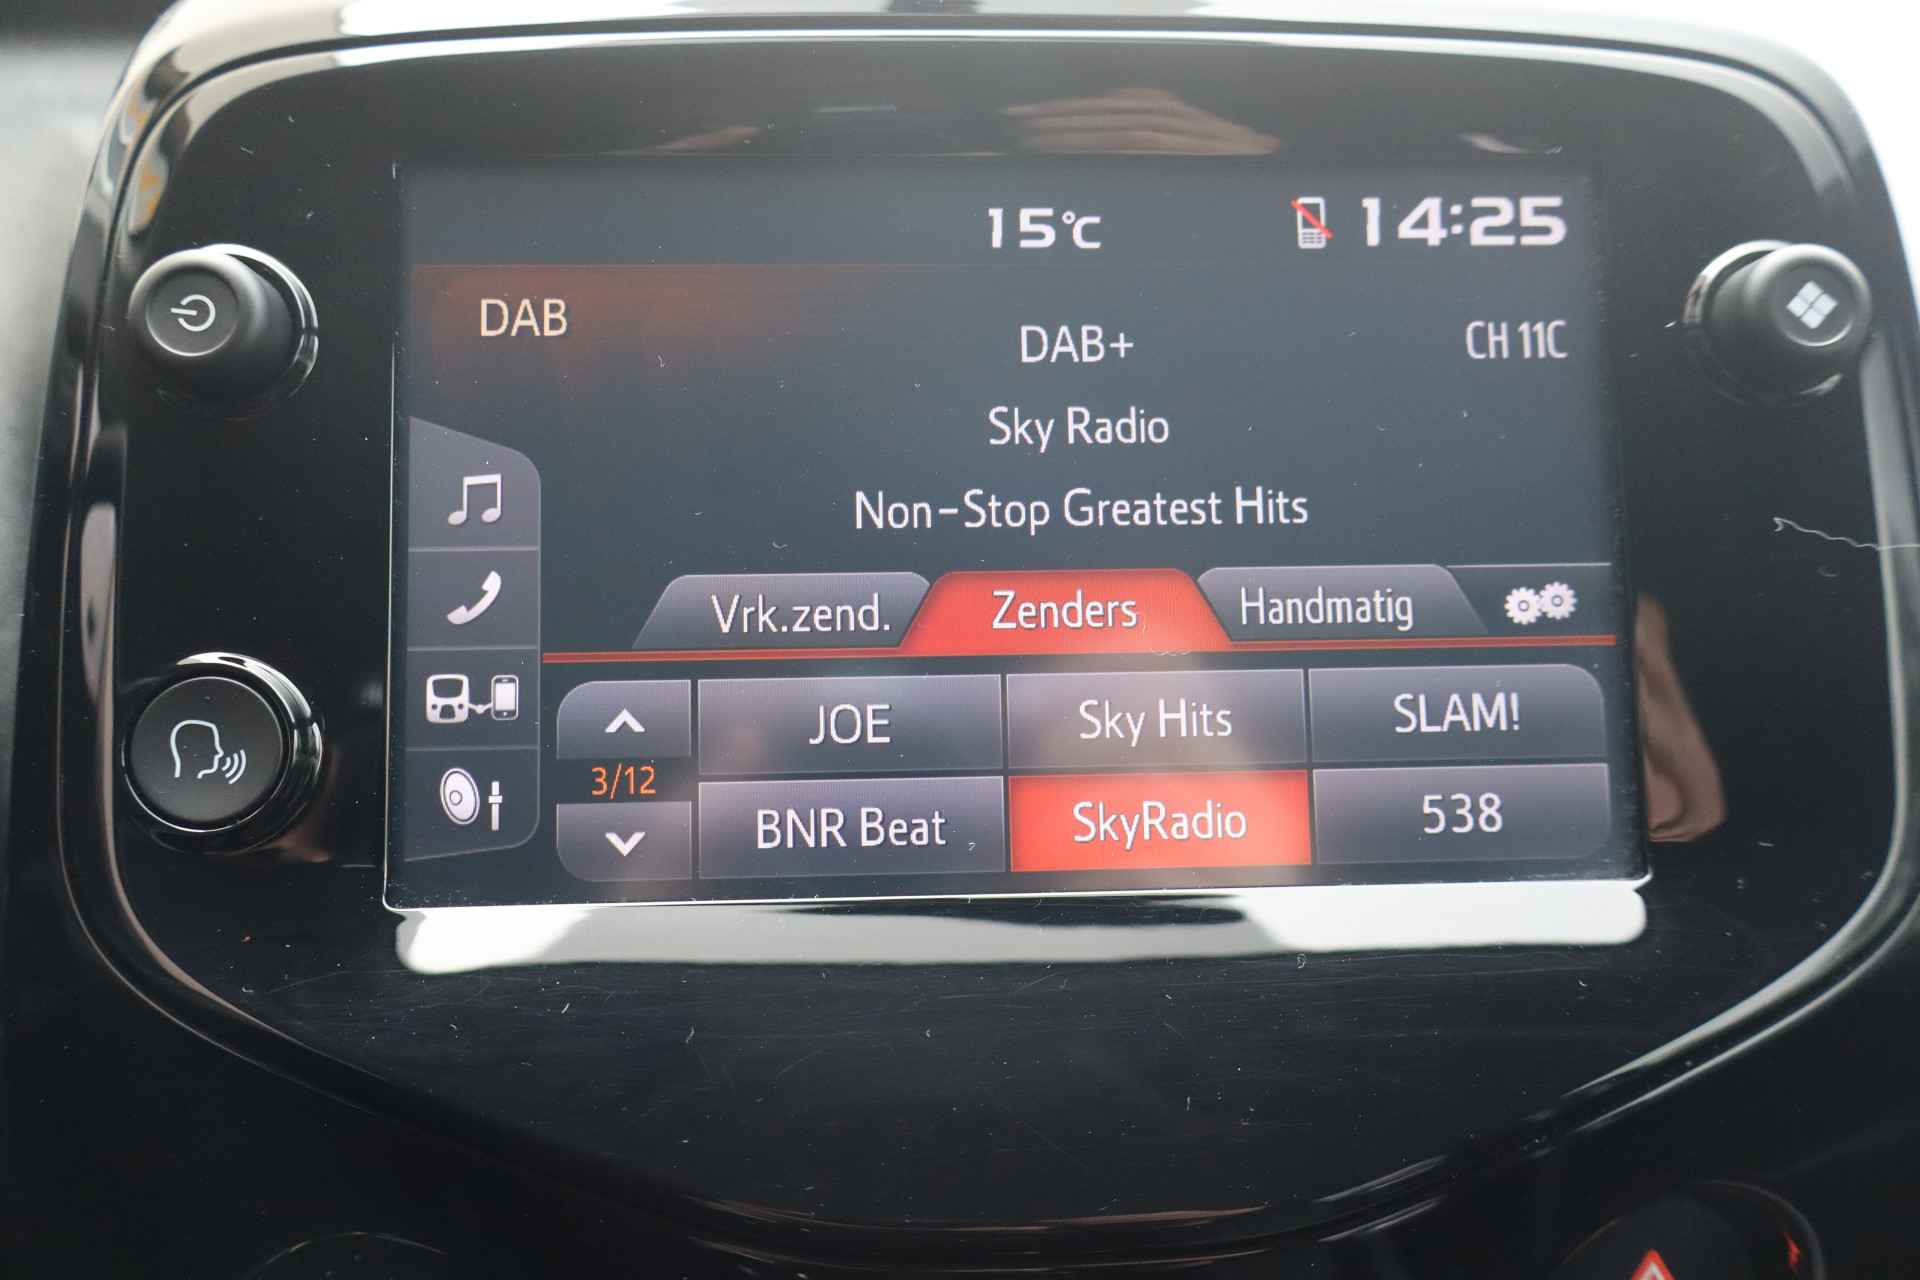 15°C
14:25
DAB
DAB+
CH 11C
Sky Radio
Non-Stop Greatest Hits
Vrk.zend.
Zenders
Handmatig
JOE
Sky Hits
SLAM!
3/12
BNR Beat
SkyRadio
538